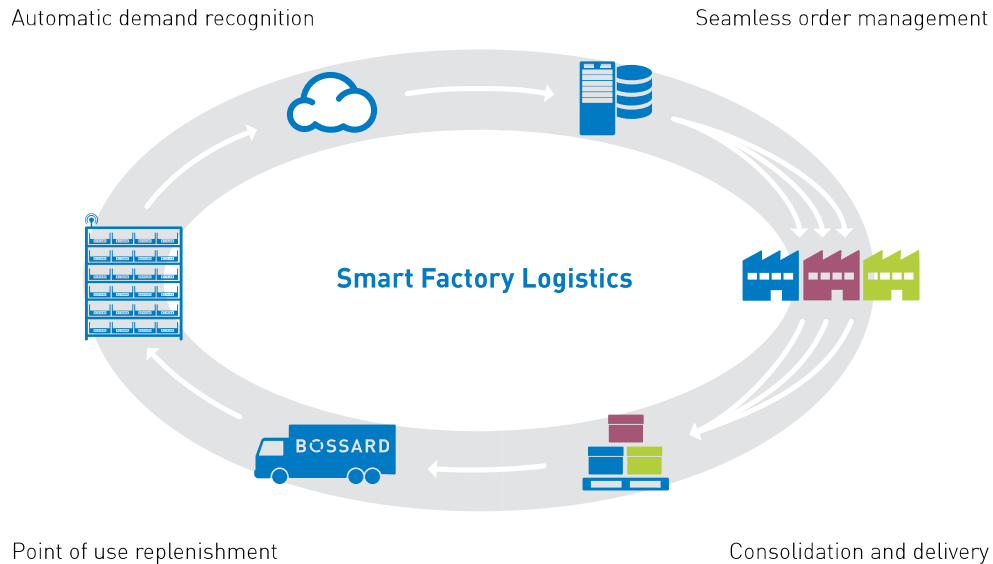 Automatic demand recognition
Seamless order management
Smart Factory Logistics
BOSSARD
Point of use replenishment
Consolidation and delivery